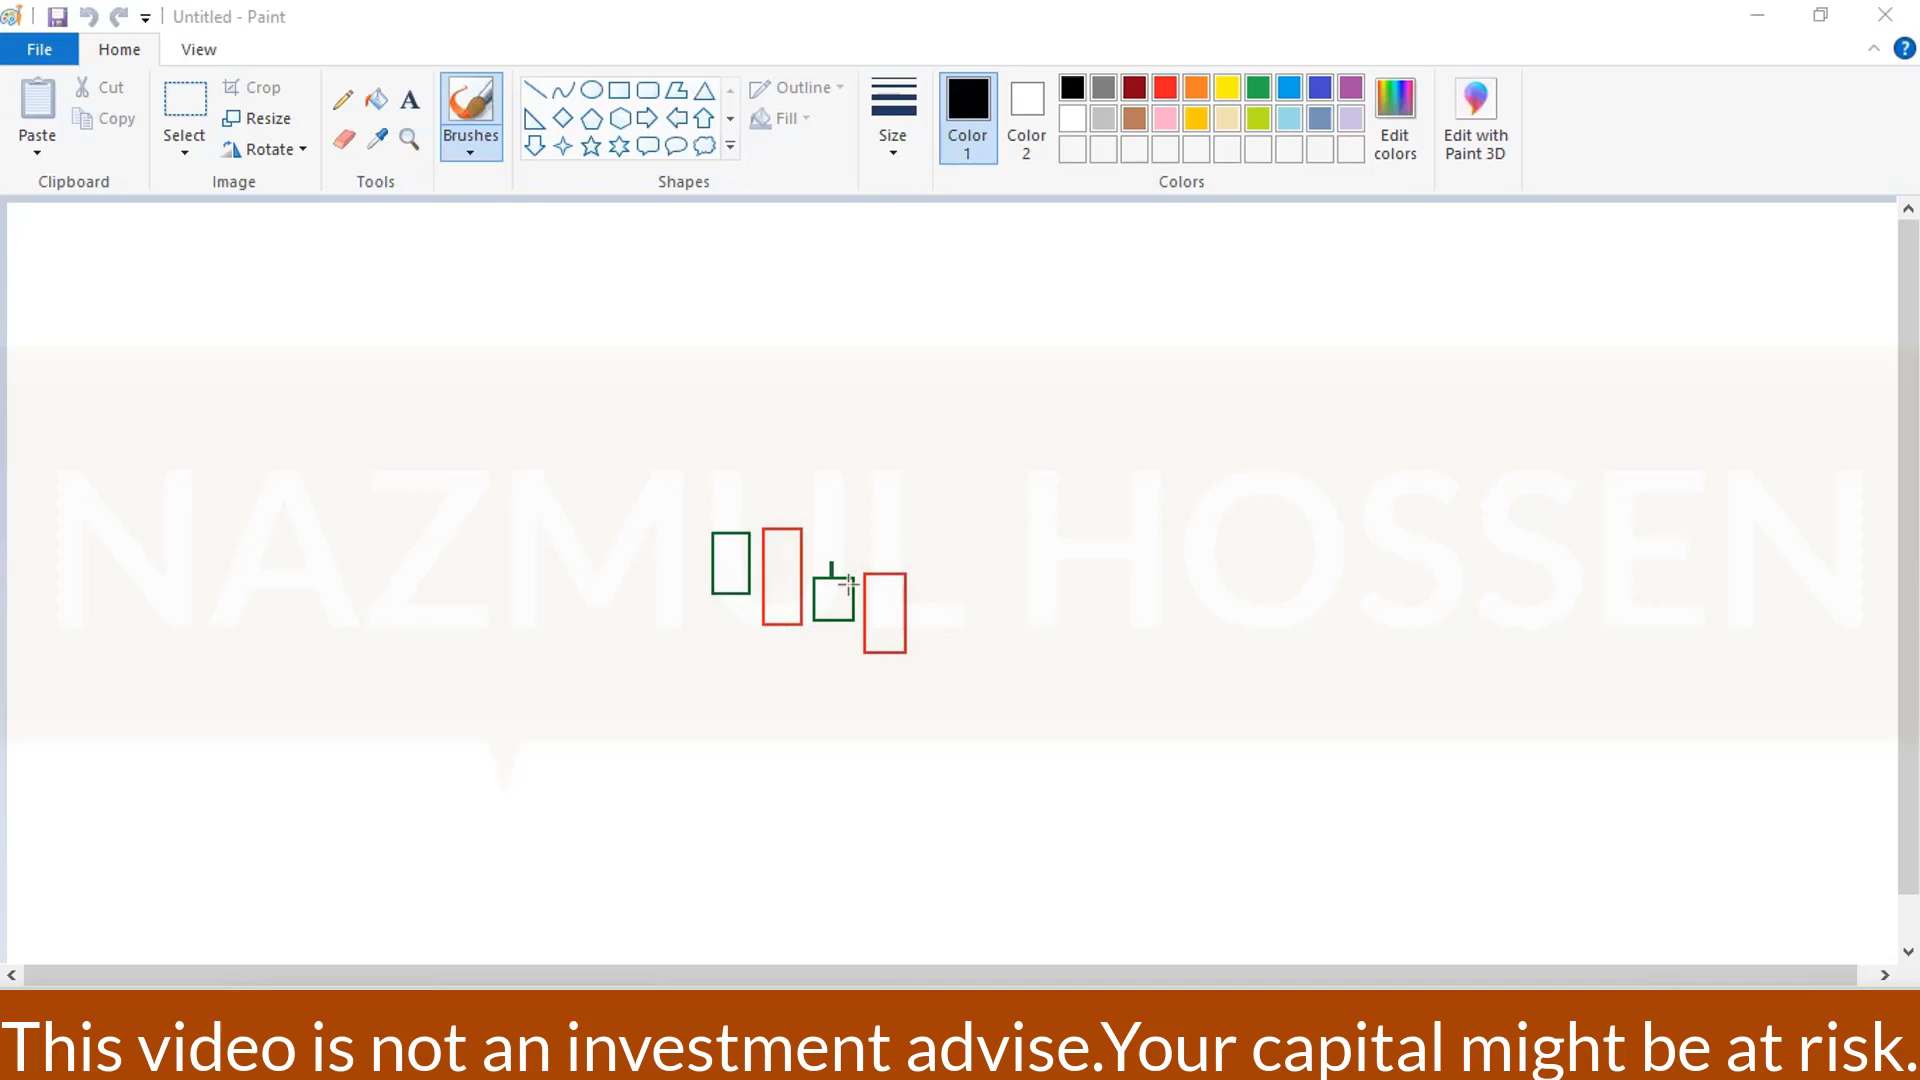 Untitled - Paint
File Home View
Paste
Cut
Copy
Clipboard
Select
Crop
Resize
Rotate
Image
Tools
Brushes
Shapes
Outline
Fill
Size
Color 1
Color 2
Colors
Edit colors
Edit with Paint 3D
NAZMUL HOSSEN
This video is not an investment advise.Your capital might be at risk.